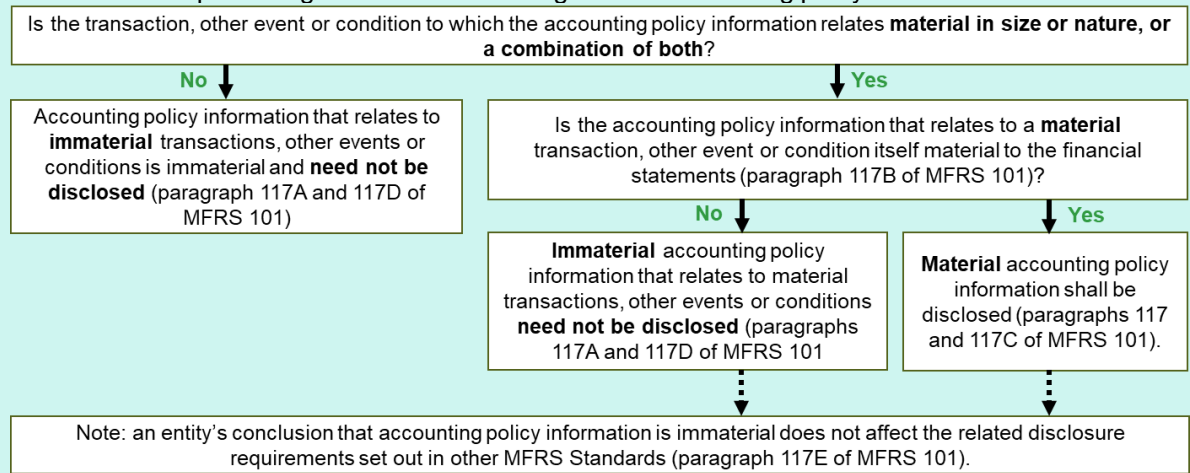 Is the transaction, other event or condition to which the accounting policy information relates material in size or nature, or
a combination of both?
No
Yes
Accounting policy information that relates to
immaterial transactions, other events or
conditions is immaterial and need not be
disclosed (paragraph 117A and 117D of
MFRS 101)
Is the accounting policy information that relates to a material
transaction, other event or condition itself material to the financial
statements (paragraph 117B of MFRS 101)?
No
Yes
Immaterial accounting policy
information that relates to material
transactions, other events or conditions
need not be disclosed (paragraphs
117A and 117D of MFRS 101
Material accounting policy
information shall be
disclosed (paragraphs 117
and 117C of MFRS 101).
Note: an entity's conclusion that accounting policy information is immaterial does not affect the related disclosure
requirements set out in other MFRS Standards (paragraph 117E of MFRS 101).